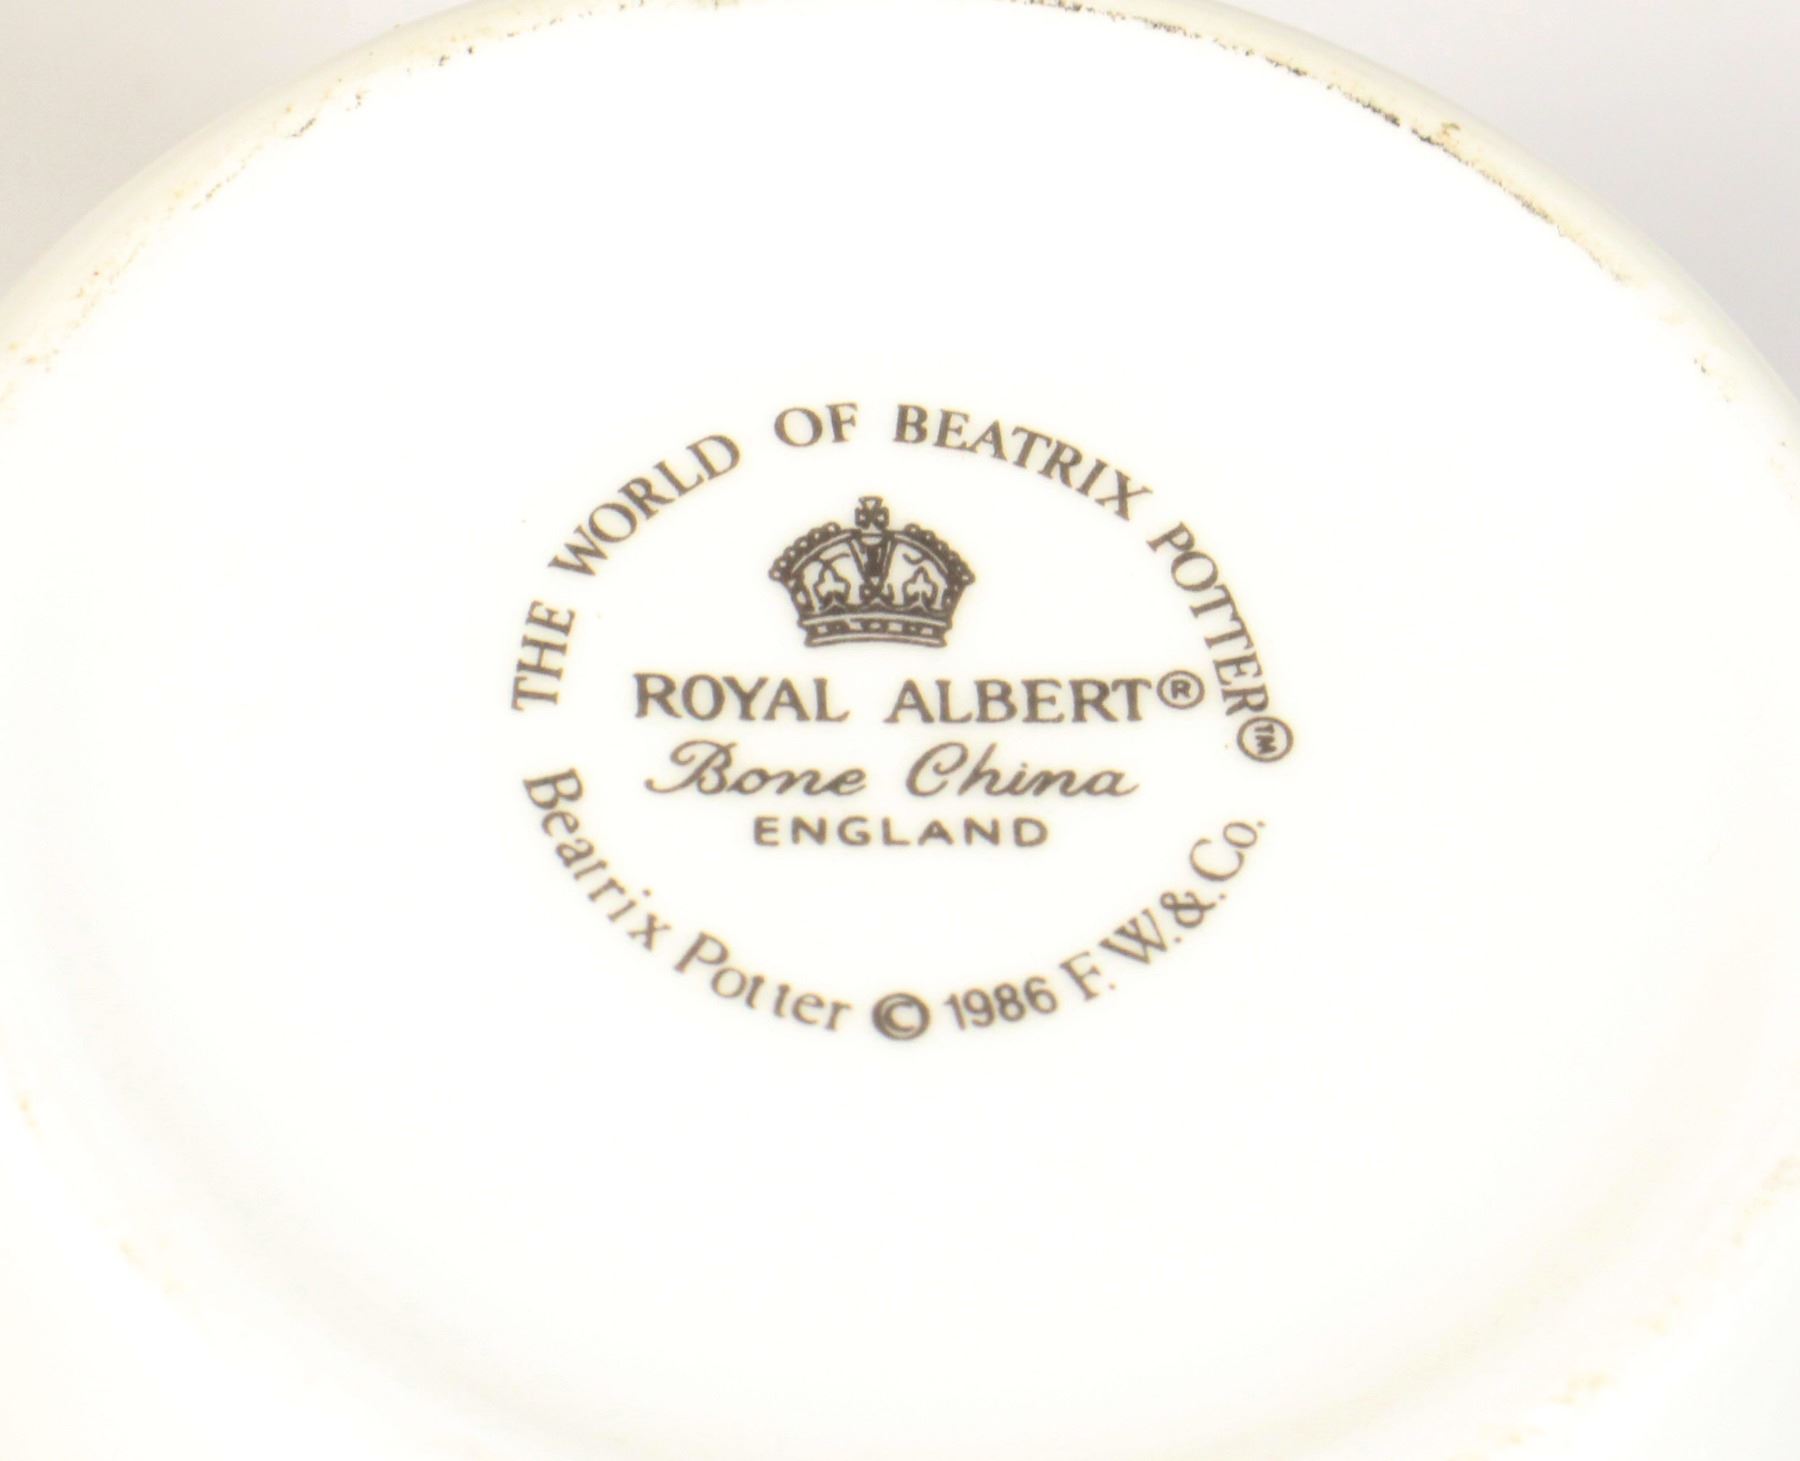 THE WORLD OF BEATRIX POTTER™
ROYAL ALBERT®
Bone China
ENGLAND
Beatrix Potter © 1986 F. W. & Co.